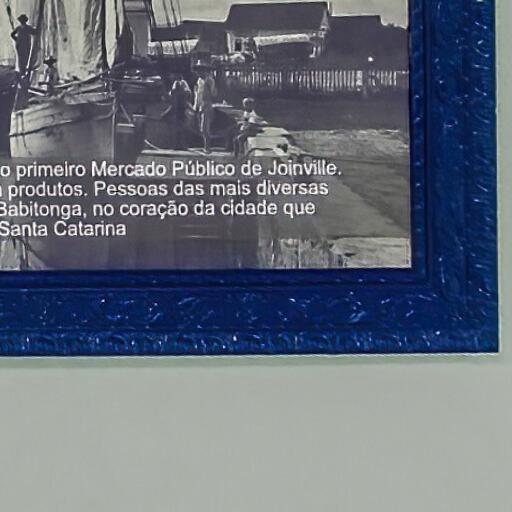 o primeiro Mercado Público de Joinville.
produtos. Pessoas das mais diversas
Babitonga, no coração da cidade que
Santa Catarina